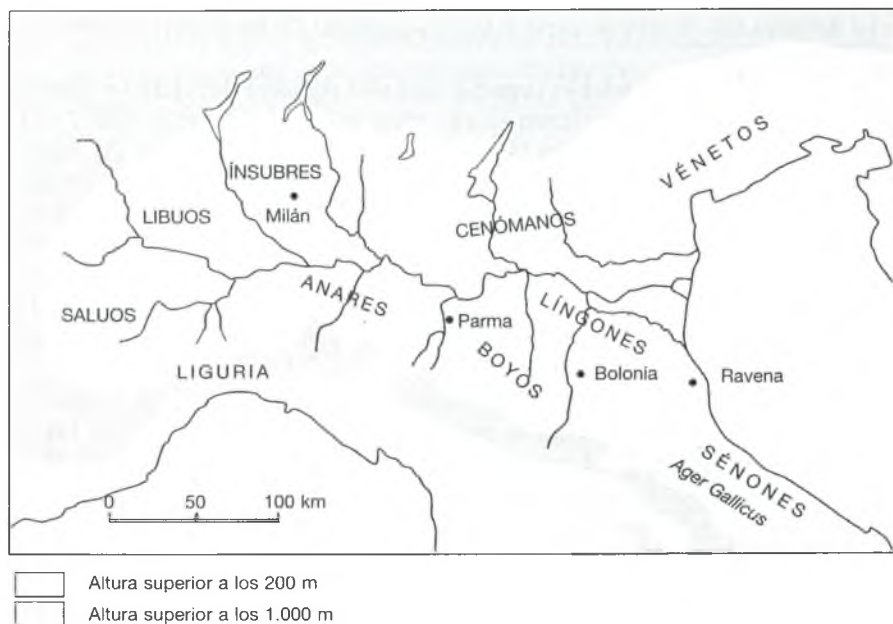 VÉNETOS
ÍNSUBRES
Milán
LIBUOS
CENÓMANOS
ANARES
SALUOS
Parma
LÍNGONES
BOYOS
LIGURIA
Bolonia
Ravena
SÉNONES
Ager Gallicus
0 50 100 km
Altura superior a los 200 m
Altura superior a los 1.000 m